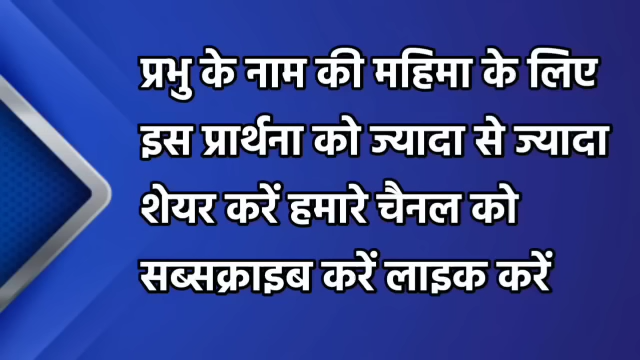 प्रभु के नाम की महिमा के लिए
इस प्रार्थना को ज्यादा से ज्यादा
शेयर करें हमारे चैनल को
सब्सक्राइब करें लाइक करें